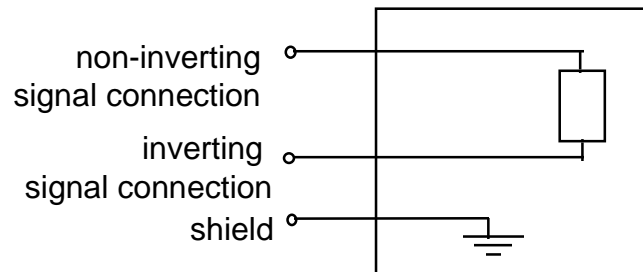 non-inverting
signal connection
inverting
signal connection
shield